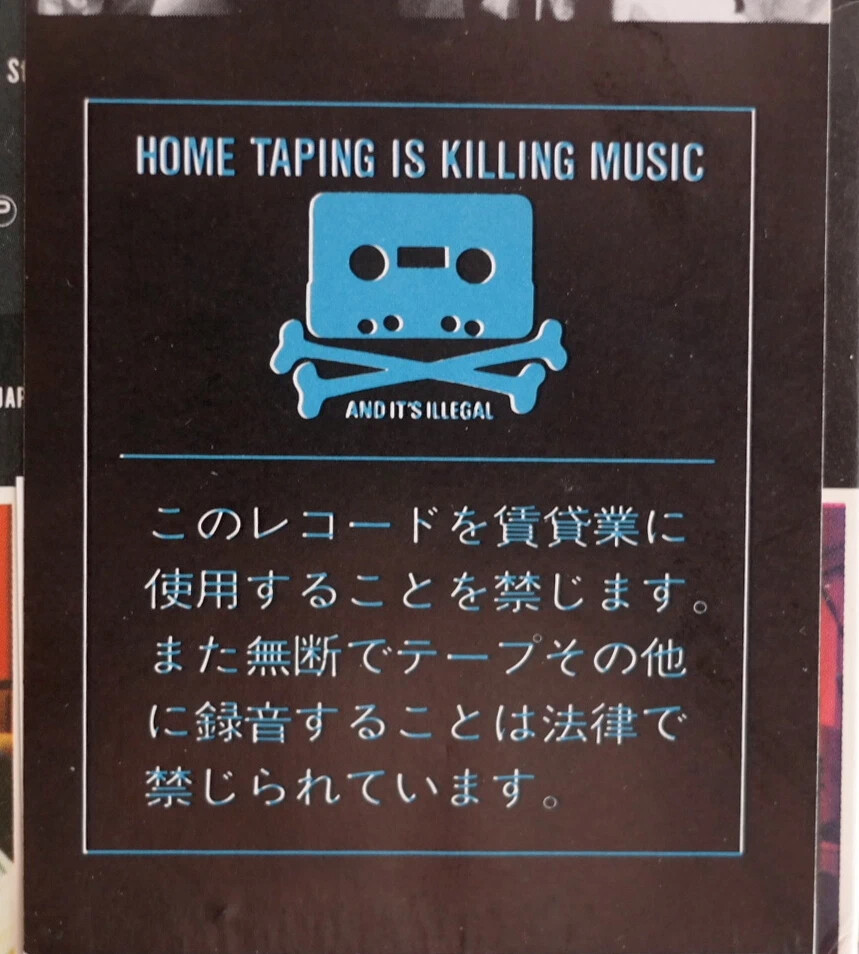 HOME TAPING IS KILLING MUSIC
AND IT'S ILLEGAL
このレコードを賃貸業に
使用することを禁じます。
また無断でテープその他
に録音することは法律で
禁じられています。